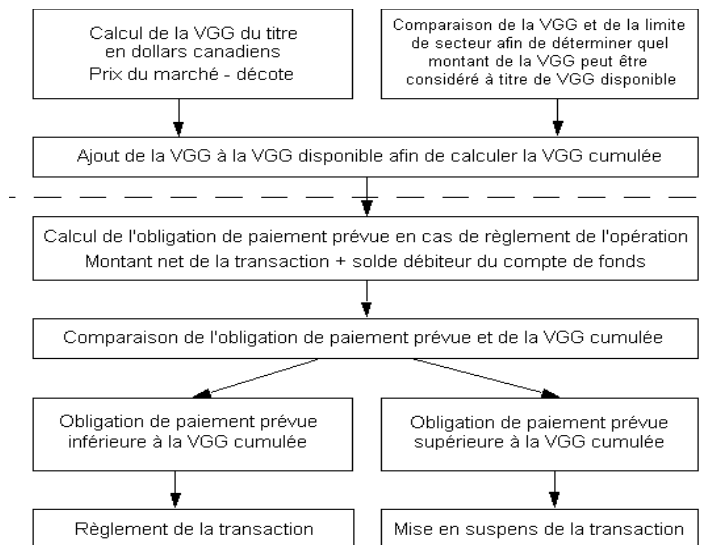 Calcul de la VGG du titre
en dollars canadiens
Prix du marché - décote
Comparaison de la VGG et de la limite
de secteur afin de déterminer quel
montant de la VGG peut être
considéré à titre de VGG disponible
Ajout de la VGG à la VGG disponible afin de calculer la VGG cumulée
Calcul de l'obligation de paiement prévue en cas de règlement de l'opération
Montant net de la transaction + solde débiteur du compte de fonds
Comparaison de l'obligation de paiement prévue et de la VGG cumulée
Obligation de paiement prévue
inférieure à la VGG cumulée
Obligation de paiement prévue
supérieure à la VGG cumulée
Règlement de la transaction
Mise en suspens de la transaction